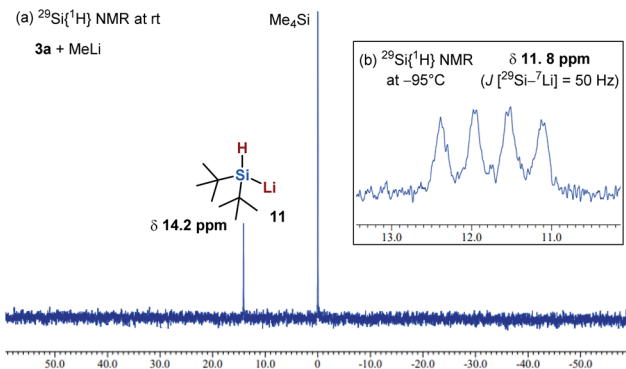 (a) ²⁹Si{¹H} NMR at rt
3a + MeLi
Me₄Si
(b) ²⁹Si{¹H} NMR
at −95°C
δ 11. 8 ppm
(J [²⁹Si–⁷Li] = 50 Hz)
H
Si
Li
11
δ 14.2 ppm
13.0 12.0 11.0
50.0 40.0 30.0 20.0 10.0 0 -10.0 -20.0 -30.0 -40.0 -50.0